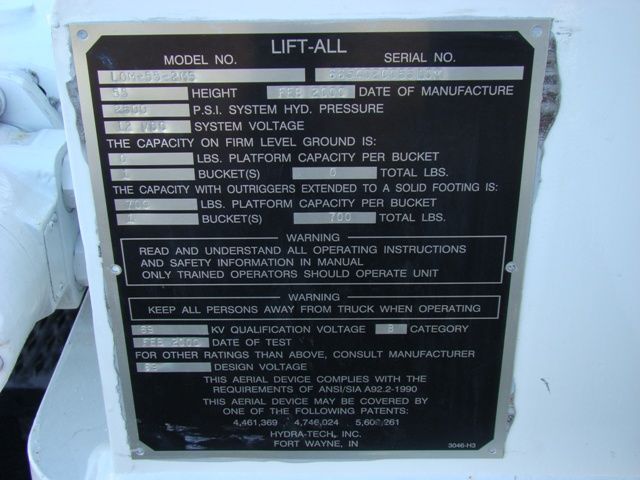 LIFT-ALL
MODEL NO. SERIAL NO.
LOM-55-2MS
55 HEIGHT FEB 2000 DATE OF MANUFACTURE
2500 P.S.I. SYSTEM HYD. PRESSURE
12 VDC SYSTEM VOLTAGE
THE CAPACITY ON FIRM LEVEL GROUND IS:
0 LBS. PLATFORM CAPACITY PER BUCKET
1 BUCKET(S) 0 TOTAL LBS.
THE CAPACITY WITH OUTRIGGERS EXTENDED TO A SOLID FOOTING IS:
700 LBS. PLATFORM CAPACITY PER BUCKET
1 BUCKET(S) 700 TOTAL LBS.
WARNING
READ AND UNDERSTAND ALL OPERATING INSTRUCTIONS
AND SAFETY INFORMATION IN MANUAL
ONLY TRAINED OPERATORS SHOULD OPERATE UNIT
WARNING
KEEP ALL PERSONS AWAY FROM TRUCK WHEN OPERATING
69 KV QUALIFICATION VOLTAGE B CATEGORY
FEB 2000 DATE OF TEST
FOR OTHER RATINGS THAN ABOVE, CONSULT MANUFACTURER
69 DESIGN VOLTAGE
THIS AERIAL DEVICE COMPLIES WITH THE
REQUIREMENTS OF ANSI/SIA A92.2-1990
THIS AERIAL DEVICE MAY BE COVERED BY
ONE OF THE FOLLOWING PATENTS:
4,461,369 4,746,024
HYDRA-TECH, INC.
FORT WAYNE, IN
3046-H3